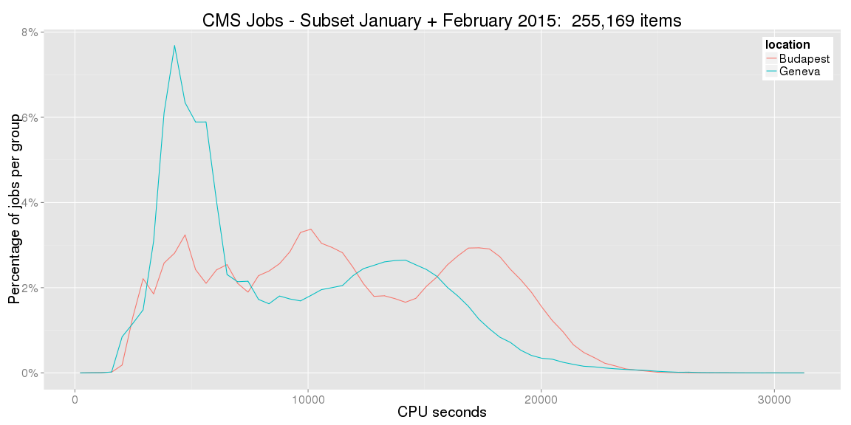 CMS Jobs - Subset January + February 2015:  255,169 items
location
Budapest
Geneva
Percentage of jobs per group
8%
6%
4%
2%
0%
0 10000 20000 30000
CPU seconds